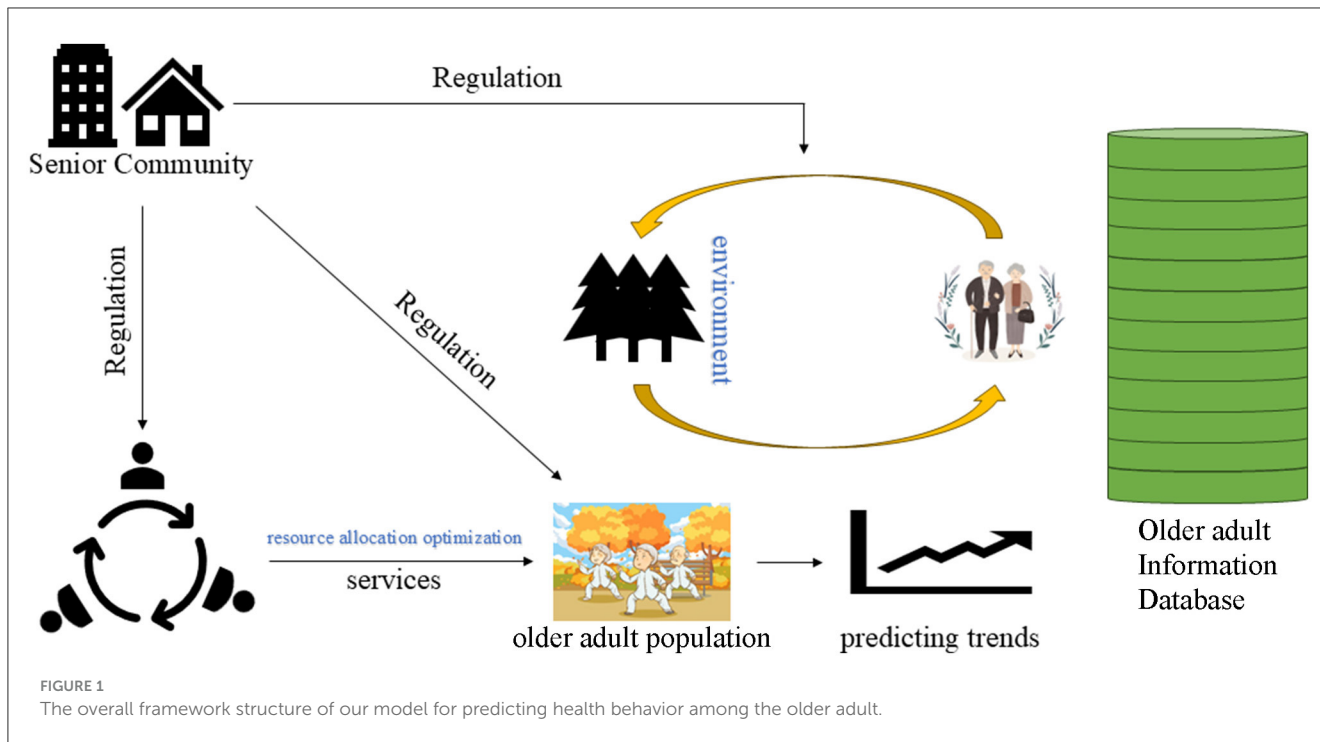 Regulation
Senior Community
Regulation
Regulation
environment
resource allocation optimization
services
older adult population
predicting trends
Older adult
Information
Database
FIGURE 1
The overall framework structure of our model for predicting health behavior among the older adult.